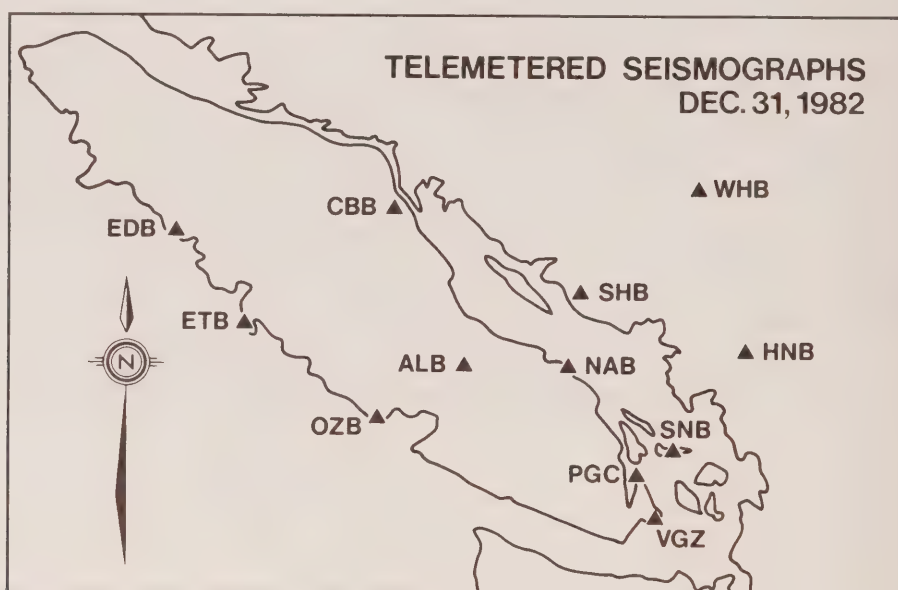 TELEMETERED SEISMOGRAPHS
DEC. 31, 1982
WHB
CBB
EDB
SHB
ETB
HNB
N
ALB
NAB
OZB
SNB
PGC
VGZ